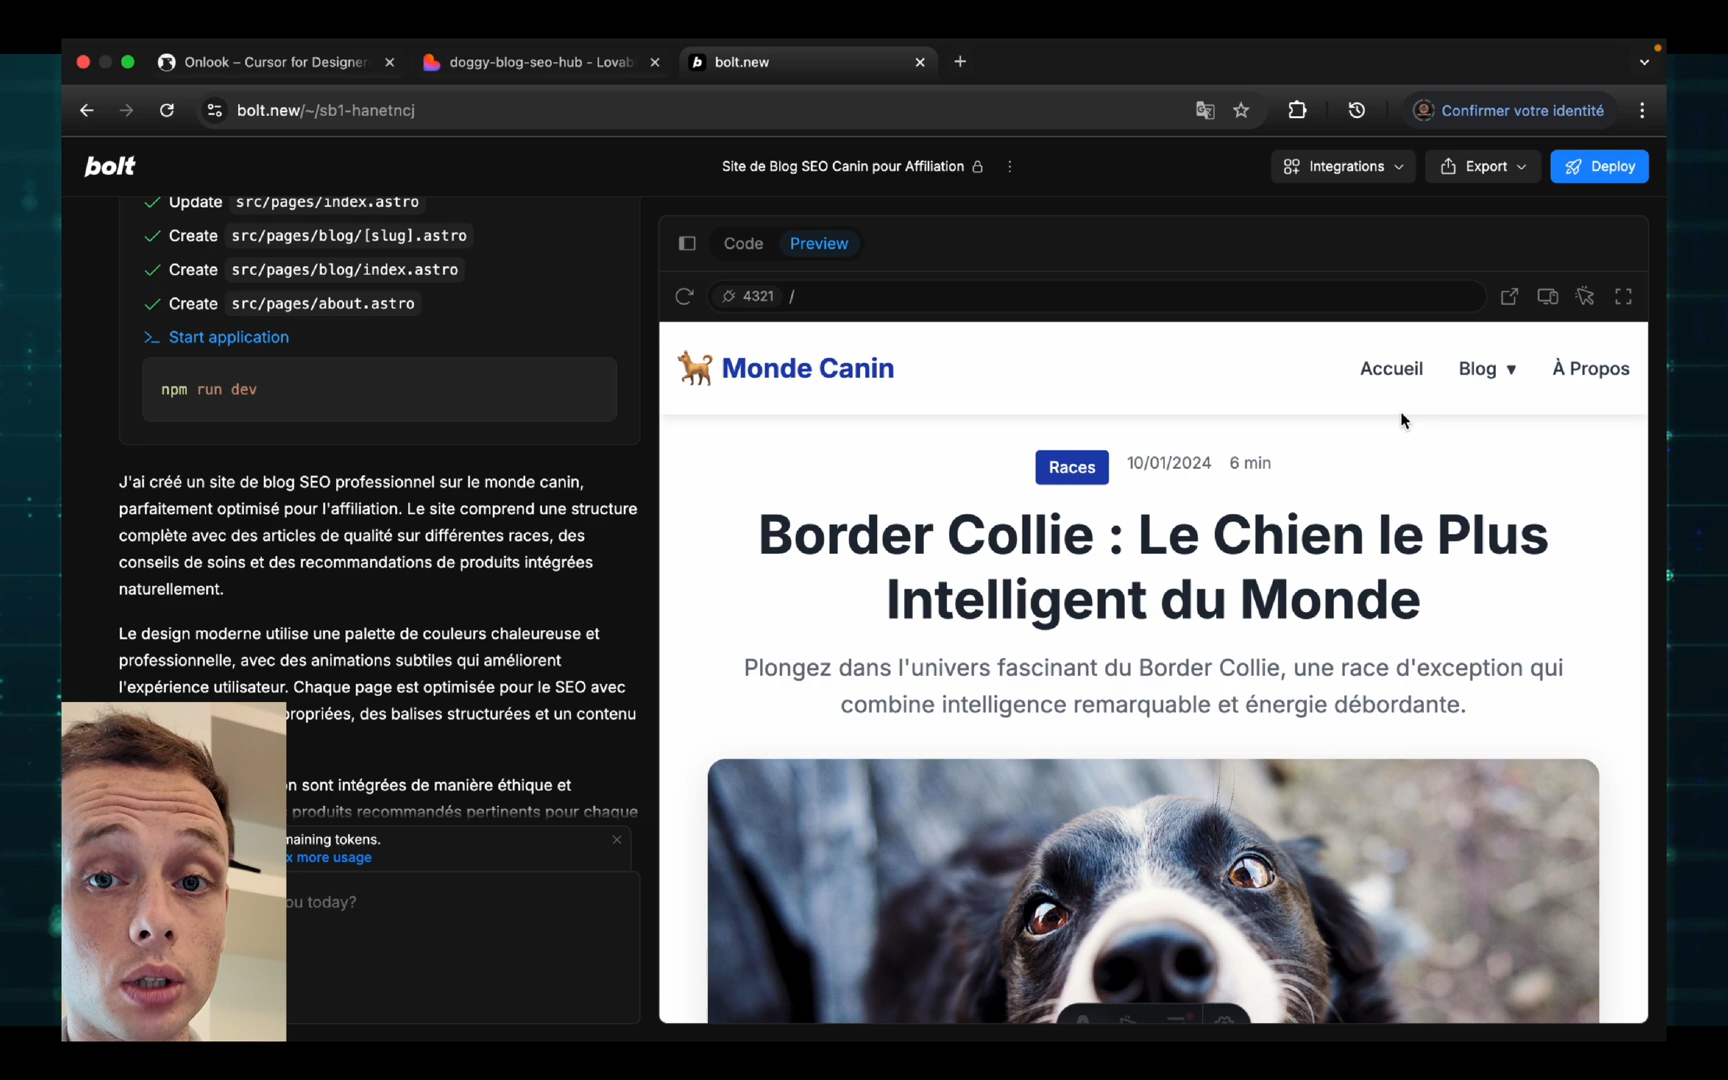 Onlook – Cursor for Designer
doggy-blog-seo-hub - Lovab
bolt.new
bolt.new/~/sb1-hanetncj
Confirmer votre identité
bolt
Site de Blog SEO Canin pour Affiliation
Integrations
Export
Deploy
Update src/pages/index.astro
Create src/pages/blog/[slug].astro
Create src/pages/blog/index.astro
Create src/pages/about.astro
Start application
npm run dev
J'ai créé un site de blog SEO professionnel sur le monde canin,
parfaitement optimisé pour l'affiliation. Le site comprend une structure
complète avec des articles de qualité sur différentes races, des
conseils de soins et des recommandations de produits intégrées
naturellement.
Le design moderne utilise une palette de couleurs chaleureuse et
professionnelle, avec des animations subtiles qui améliorent
l'expérience utilisateur. Chaque page est optimisée pour le SEO avec
propriées, des balises structurées et un contenu
n sont intégrées de manière éthique et
produits recommandés pertinents pour chaque
maining tokens.
x more usage
ou today?
Code
Preview
4321 /
Monde Canin
Accueil
Blog ▾
À Propos
Races
10/01/2024
6 min
Border Collie : Le Chien le Plus
Intelligent du Monde
Plongez dans l'univers fascinant du Border Collie, une race d'exception qui
combine intelligence remarquable et énergie débordante.